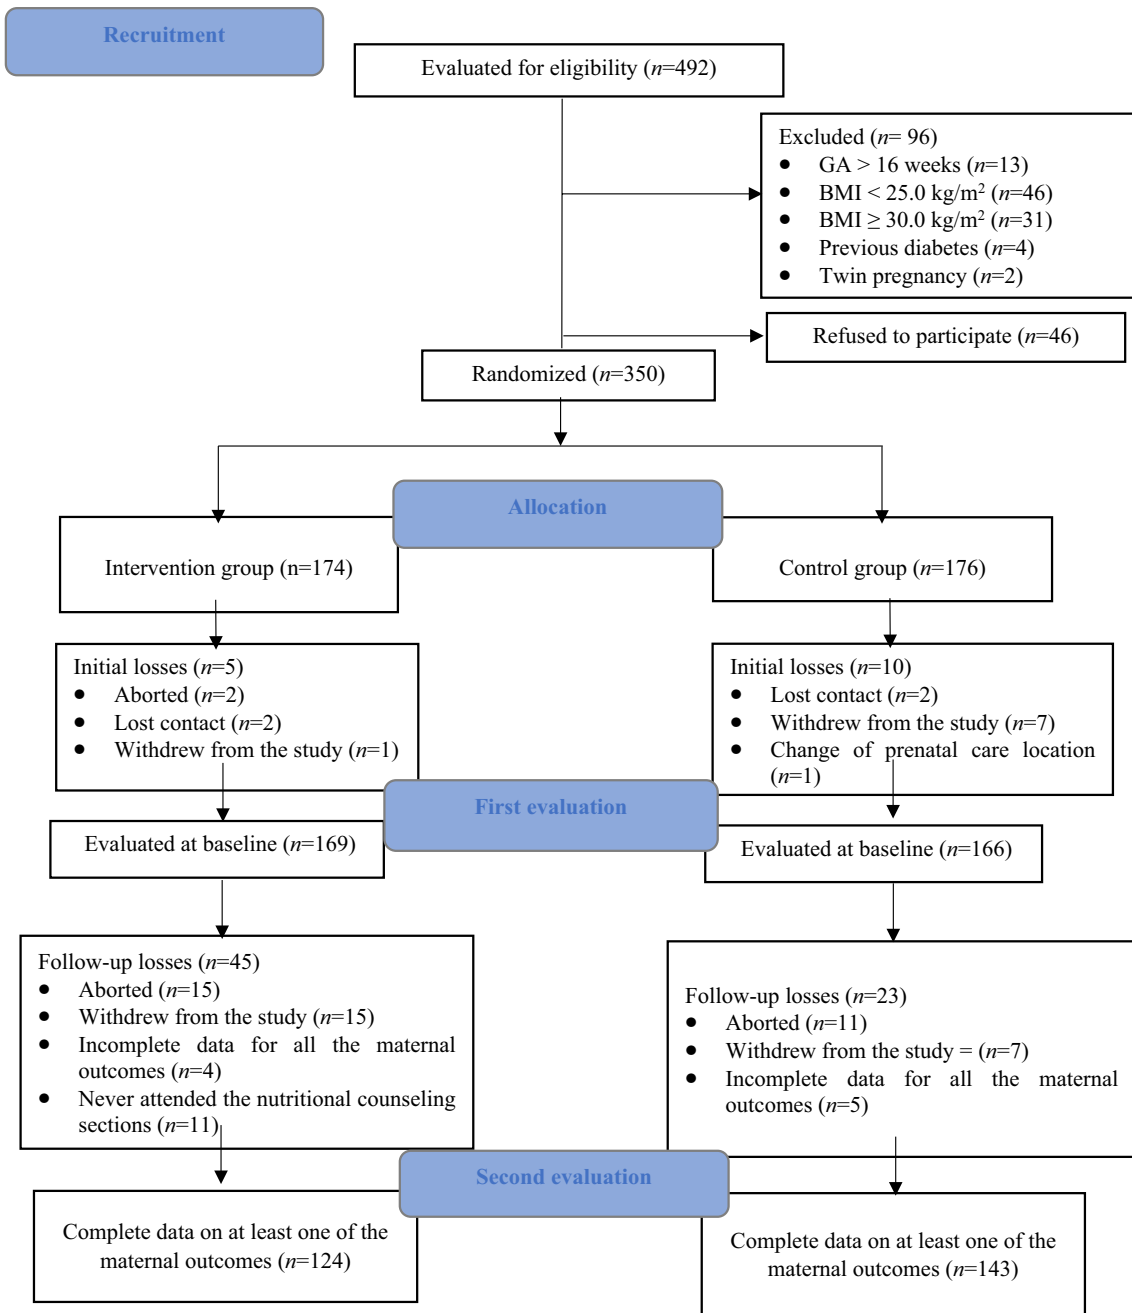 Recruitment
Evaluated for eligibility (n=492)
Excluded (n= 96)
● GA > 16 weeks (n=13)
● BMI < 25.0 kg/m² (n=46)
● BMI ≥ 30.0 kg/m² (n=31)
● Previous diabetes (n=4)
● Twin pregnancy (n=2)
Refused to participate (n=46)
Randomized (n=350)
Allocation
Intervention group (n=174)
Control group (n=176)
Initial losses (n=5)
● Aborted (n=2)
● Lost contact (n=2)
● Withdrew from the study (n=1)
Initial losses (n=10)
● Lost contact (n=2)
● Withdrew from the study (n=7)
● Change of prenatal care location
(n=1)
First evaluation
Evaluated at baseline (n=169)
Evaluated at baseline (n=166)
Follow-up losses (n=45)
● Aborted (n=15)
● Withdrew from the study (n=15)
● Incomplete data for all the maternal
outcomes (n=4)
● Never attended the nutritional counseling
sections (n=11)
Follow-up losses (n=23)
● Aborted (n=11)
● Withdrew from the study = (n=7)
● Incomplete data for all the maternal
outcomes (n=5)
Second evaluation
Complete data on at least one of the
maternal outcomes (n=124)
Complete data on at least one of the
maternal outcomes (n=143)